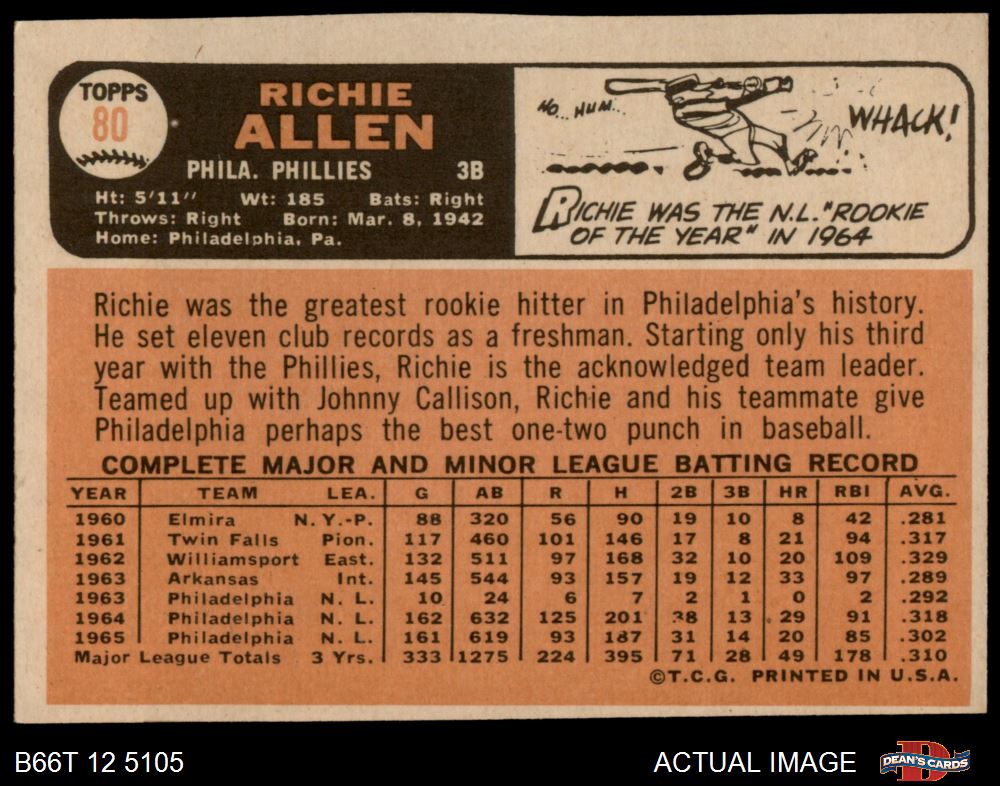 TOPPS
80
RICHIE
ALLEN
PHILA. PHILLIES 3B
Ht: 5'11" Wt: 185 Bats: Right
Throws: Right Born: Mar. 8, 1942
Home: Philadelphia, Pa.
HO.. HUM...
WHACK!
RICHIE WAS THE N.L. "ROOKIE
OF THE YEAR" IN 1964
Richie was the greatest rookie hitter in Philadelphia's history.
He set eleven club records as a freshman. Starting only his third
year with the Phillies, Richie is the acknowledged team leader.
Teamed up with Johnny Callison, Richie and his teammate give
Philadelphia perhaps the best one-two punch in baseball.
COMPLETE MAJOR AND MINOR LEAGUE BATTING RECORD
YEAR TEAM LEA. G AB R H 2B 3B HR RBI AVG.
1960 Elmira N. Y.-P. 88 320 56 90 19 10 8 42 .281
1961 Twin Falls Pion. 117 460 101 146 17 8 21 94 .317
1962 Williamsport East. 132 511 97 168 32 10 20 109 .329
1963 Arkansas Int. 145 544 93 157 19 12 33 97 .289
1963 Philadelphia N. L. 10 24 6 7 2 1 0 2 .292
1964 Philadelphia N. L. 162 632 125 201 38 13 29 91 .318
1965 Philadelphia N. L. 161 619 93 187 31 14 20 85 .302
Major League Totals 3 Yrs. 333 1275 224 395 71 28 49 178 .310
©T.C.G. PRINTED IN U.S.A.
B66T 12 5105
ACTUAL IMAGE
DEAN'S CARDS